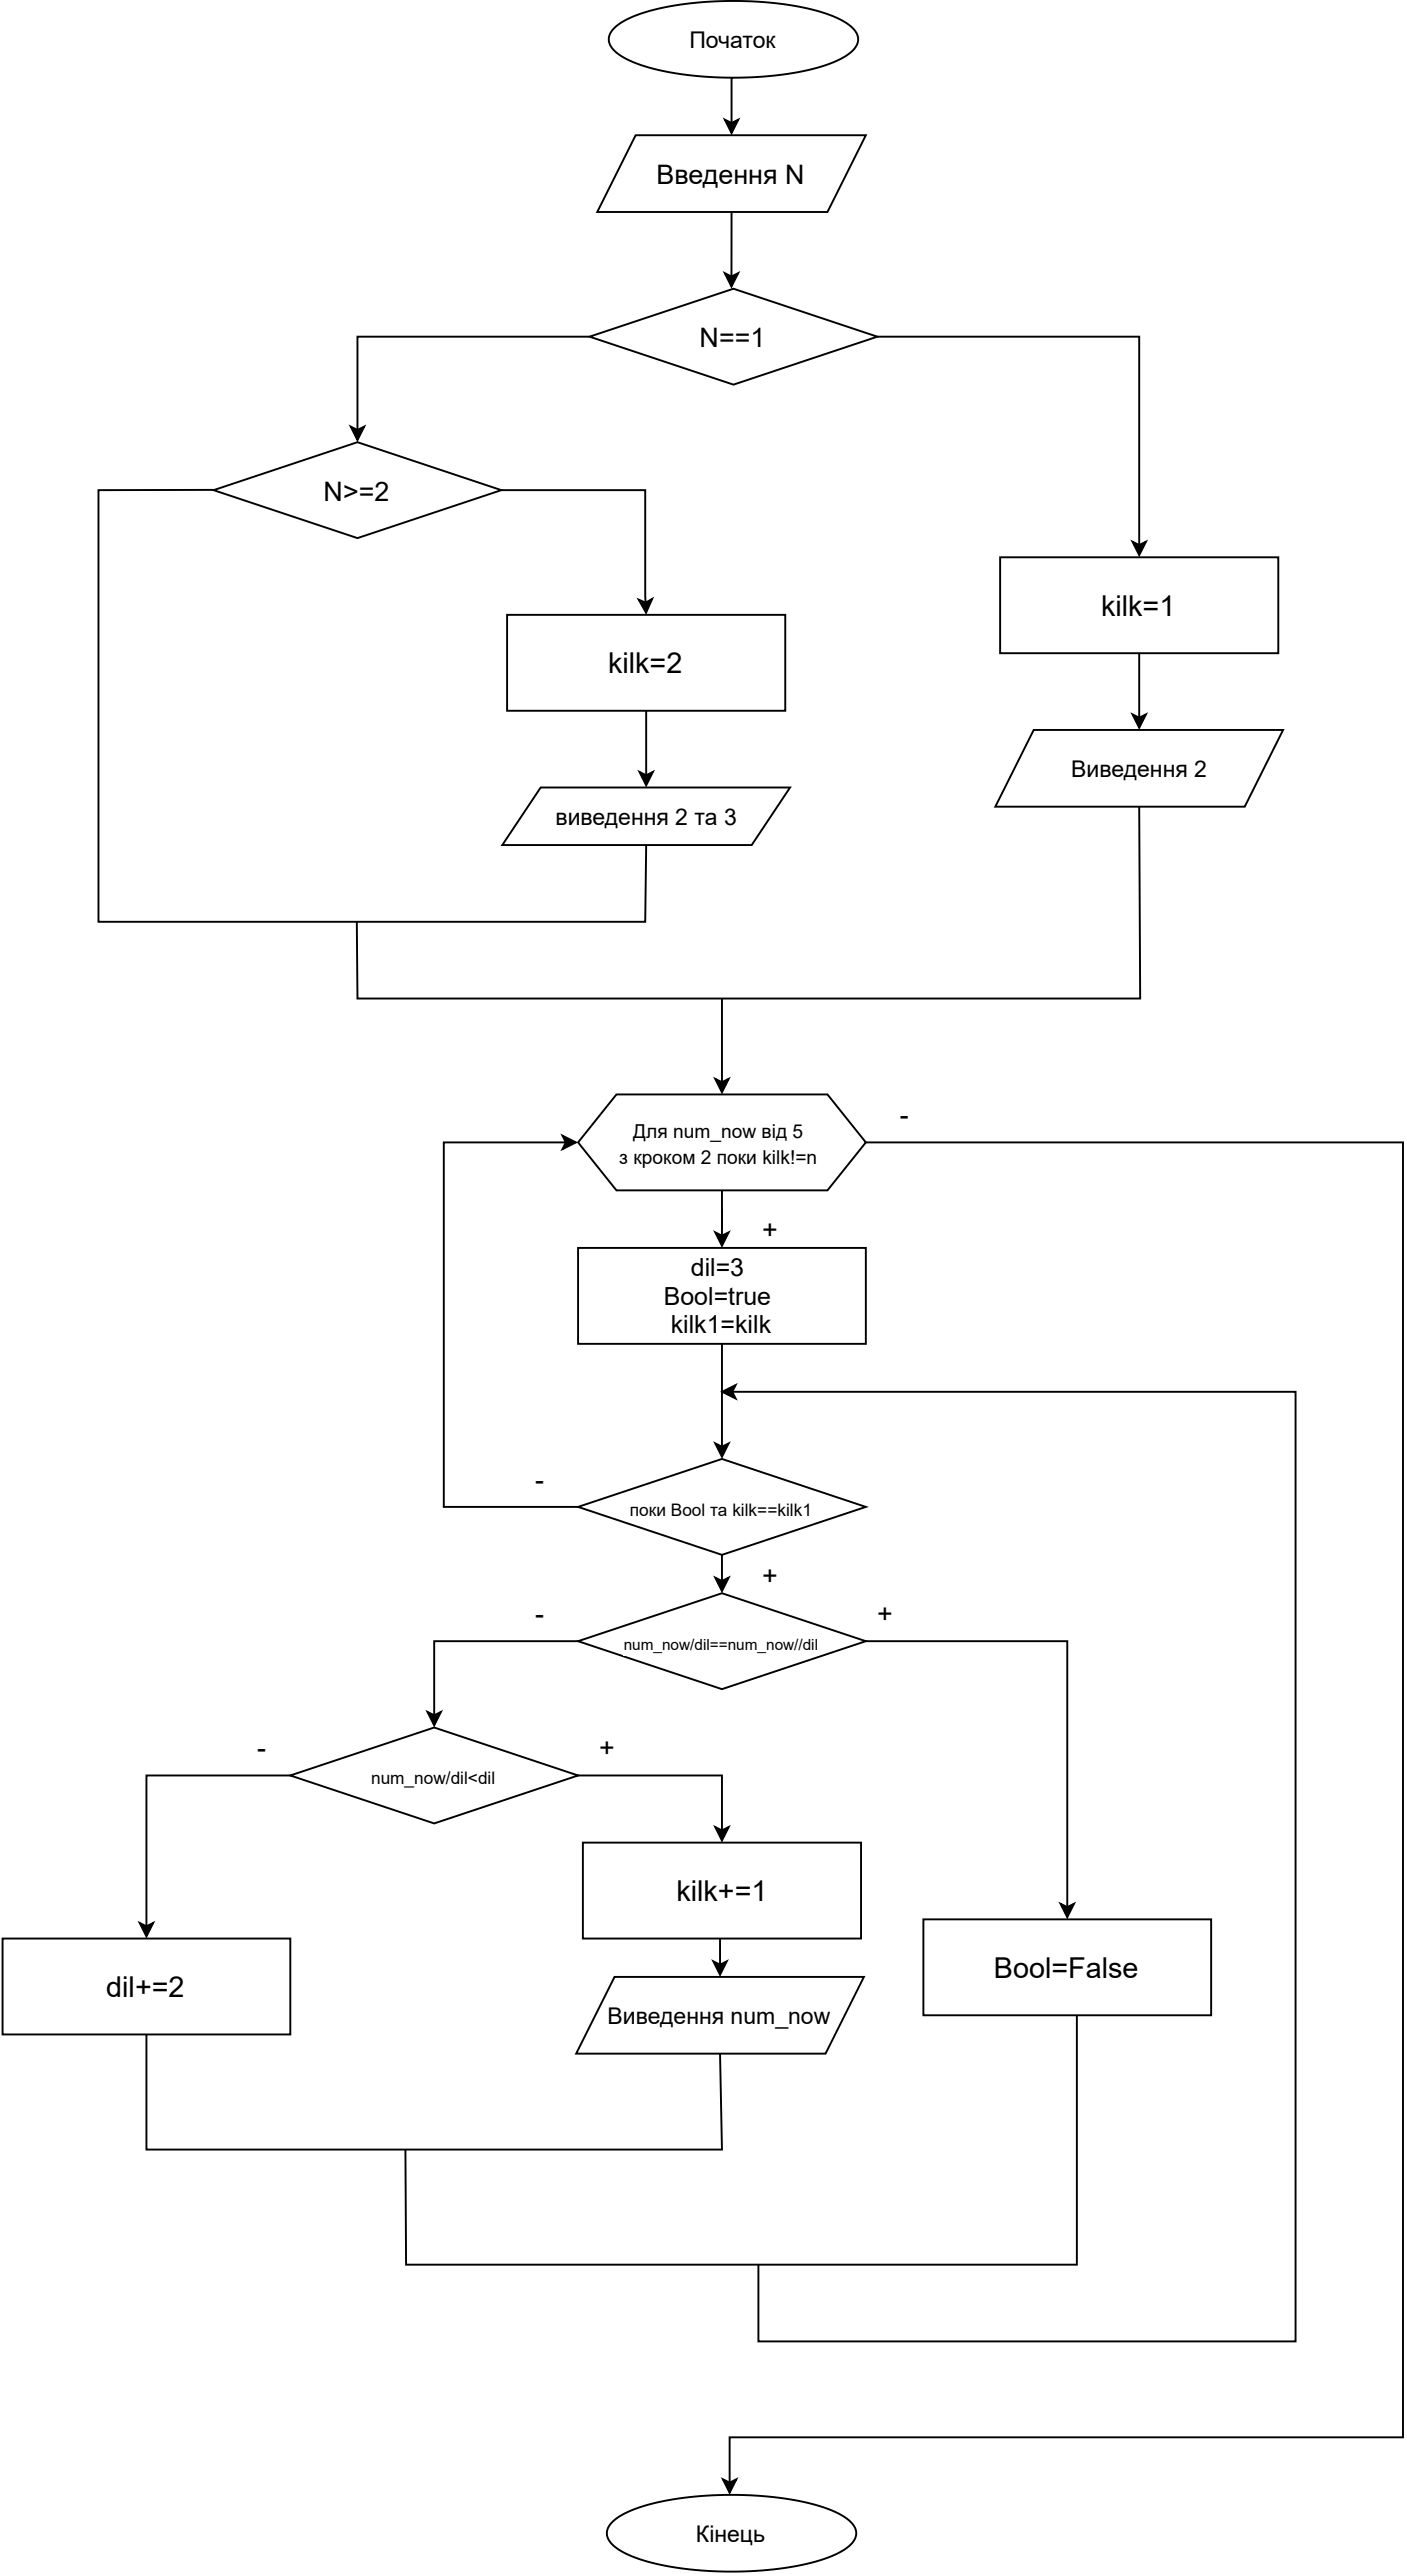 Початок
Введення N
N==1
N>=2
kilk=1
kilk=2
Виведення 2
виведення 2 та 3
Для num_now від 5
з кроком 2 поки kilk!=n
-
+
dil=3
Bool=true
kilk1=kilk
-
поки Bool та kilk==kilk1
+
-
+
num_now/dil==num_now//dil
-
+
num_now/dil<dil
kilk+=1
Bool=False
dil+=2
Виведення num_now
Кінець